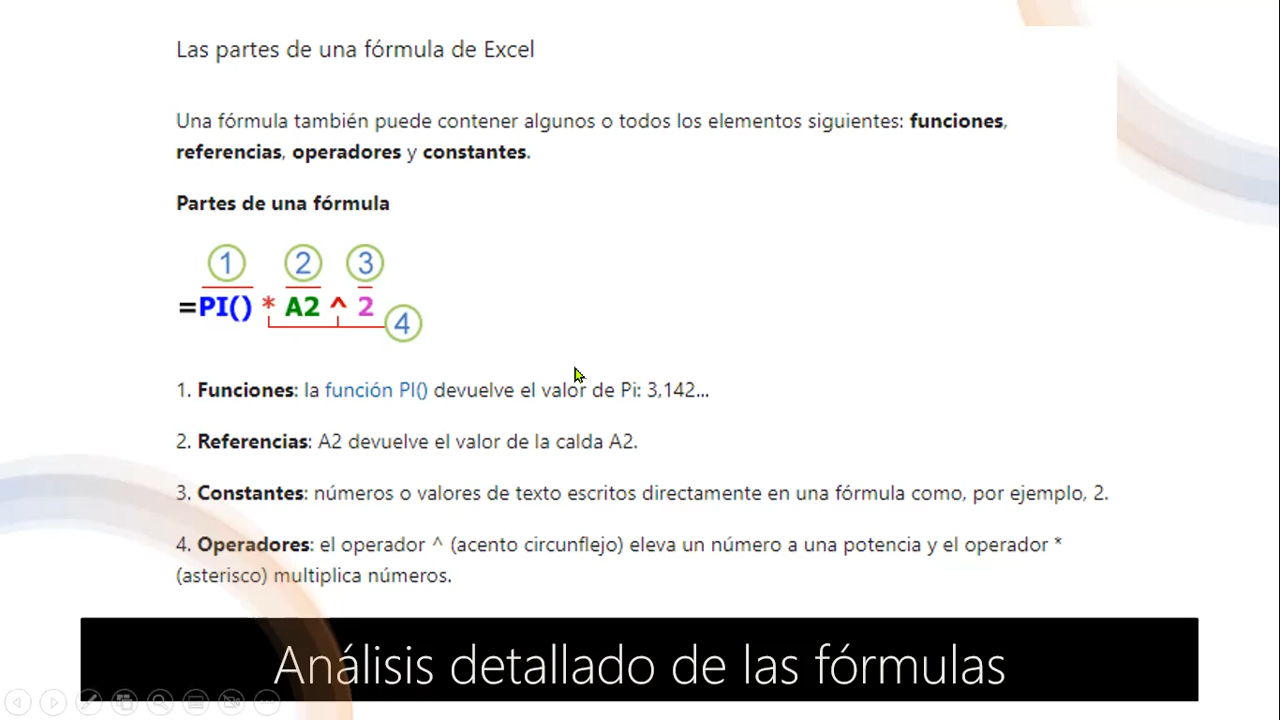 Las partes de una fórmula de Excel
Una fórmula también puede contener algunos o todos los elementos siguientes: funciones,
referencias, operadores y constantes.
Partes de una fórmula
1 2 3
=PI() * A2 ^ 2
4
1. Funciones: la función PI() devuelve el valor de Pi: 3,142...
2. Referencias: A2 devuelve el valor de la calda A2.
3. Constantes: números o valores de texto escritos directamente en una fórmula como, por ejemplo, 2.
4. Operadores: el operador ^ (acento circunflejo) eleva un número a una potencia y el operador *
(asterisco) multiplica números.
Análisis detallado de las fórmulas